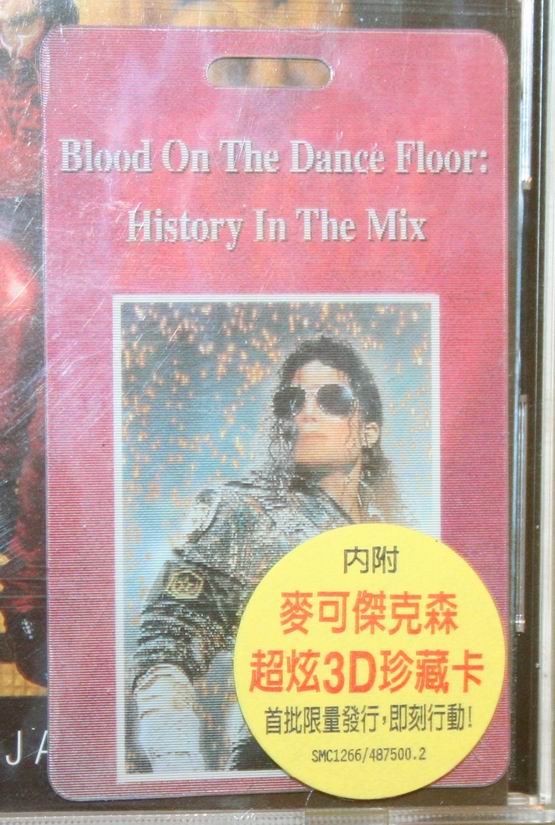 Blood On The Dance Floor:
History In The Mix
內附
麥可傑克森
超炫3D珍藏卡
首批限量發行,即刻行動!
SMC1266/487500.2
JA